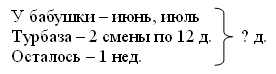 У бабушки – июнь, июль
Турбаза – 2 смены по 12 д.
Осталось – 1 нед.
? д.